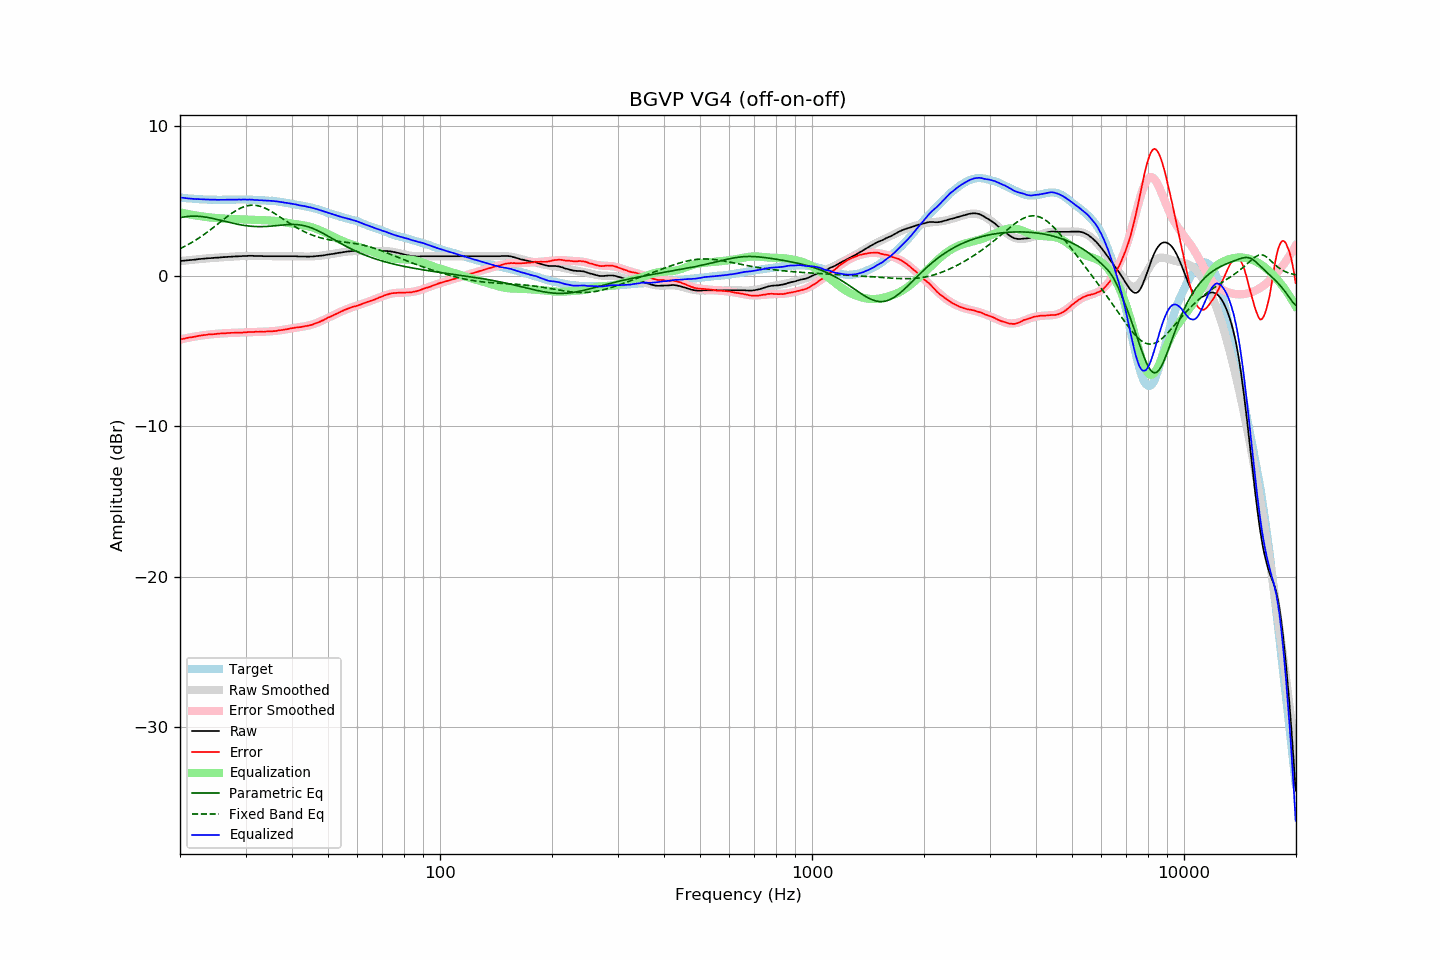 BGVP VG4 (off-on-off)
10
0
−10
−20
−30
Amplitude (dBr)
Target
Raw Smoothed
Error Smoothed
Raw
Error
Equalization
Parametric Eq
Fixed Band Eq
Equalized
100
1000
10000
Frequency (Hz)